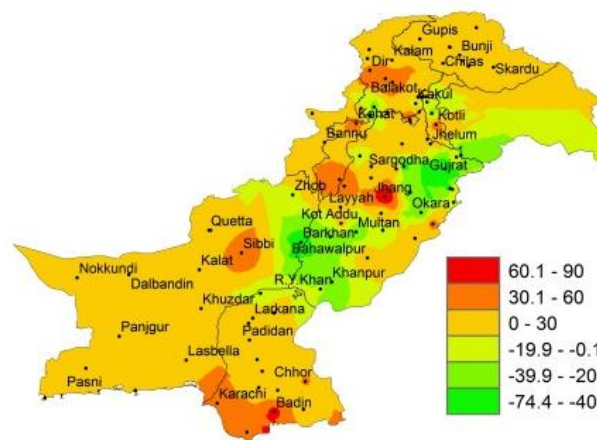 Gupis
Bunji
Kalam
Dir
Chilas
Skardu
Balakot
Kakul
Kohat
Kotli
Bannu
Jhelum
Sargodha
Gujrat
Zhob
Jhang
Layyah
Okara
Kot Addu
Quetta
Multan
Barkhan
Sibbi
Bahawalpur
Kalat
Nokkundi
R.Y.Khan
Khanpur
Dalbandin
Khuzdar
Larkana
Panjgur
Padidan
Lasbella
Chhor
Pasni
Karachi
Badin
60.1 - 90
30.1 - 60
0 - 30
-19.9 - -0.1
-39.9 - -20
-74.4 - -40